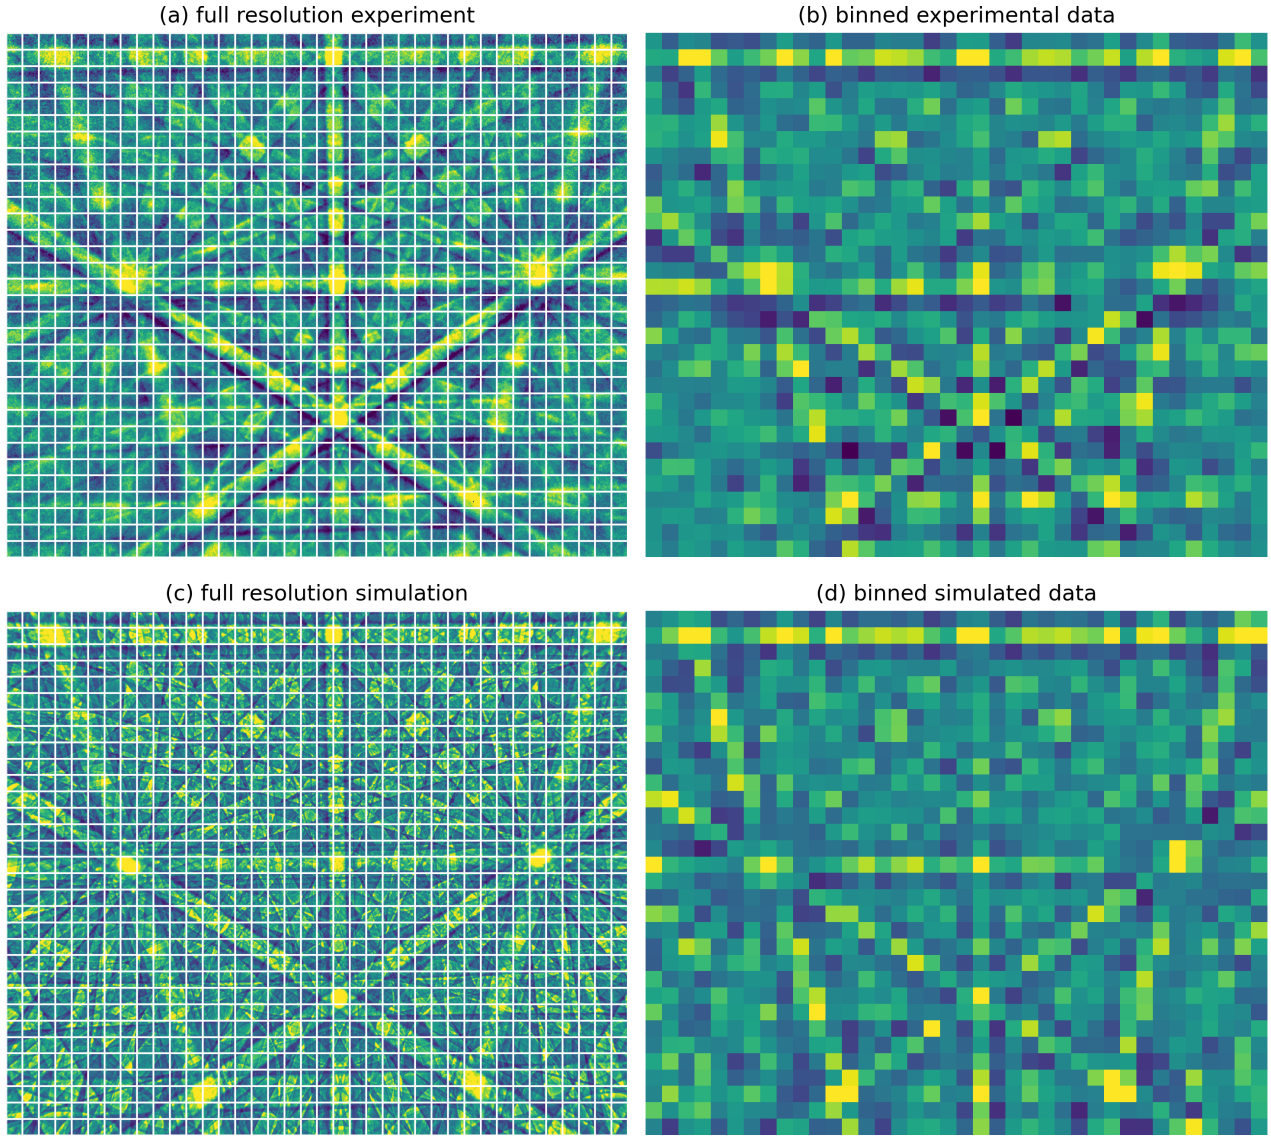 (a) full resolution experiment
(b) binned experimental data
(c) full resolution simulation
(d) binned simulated data